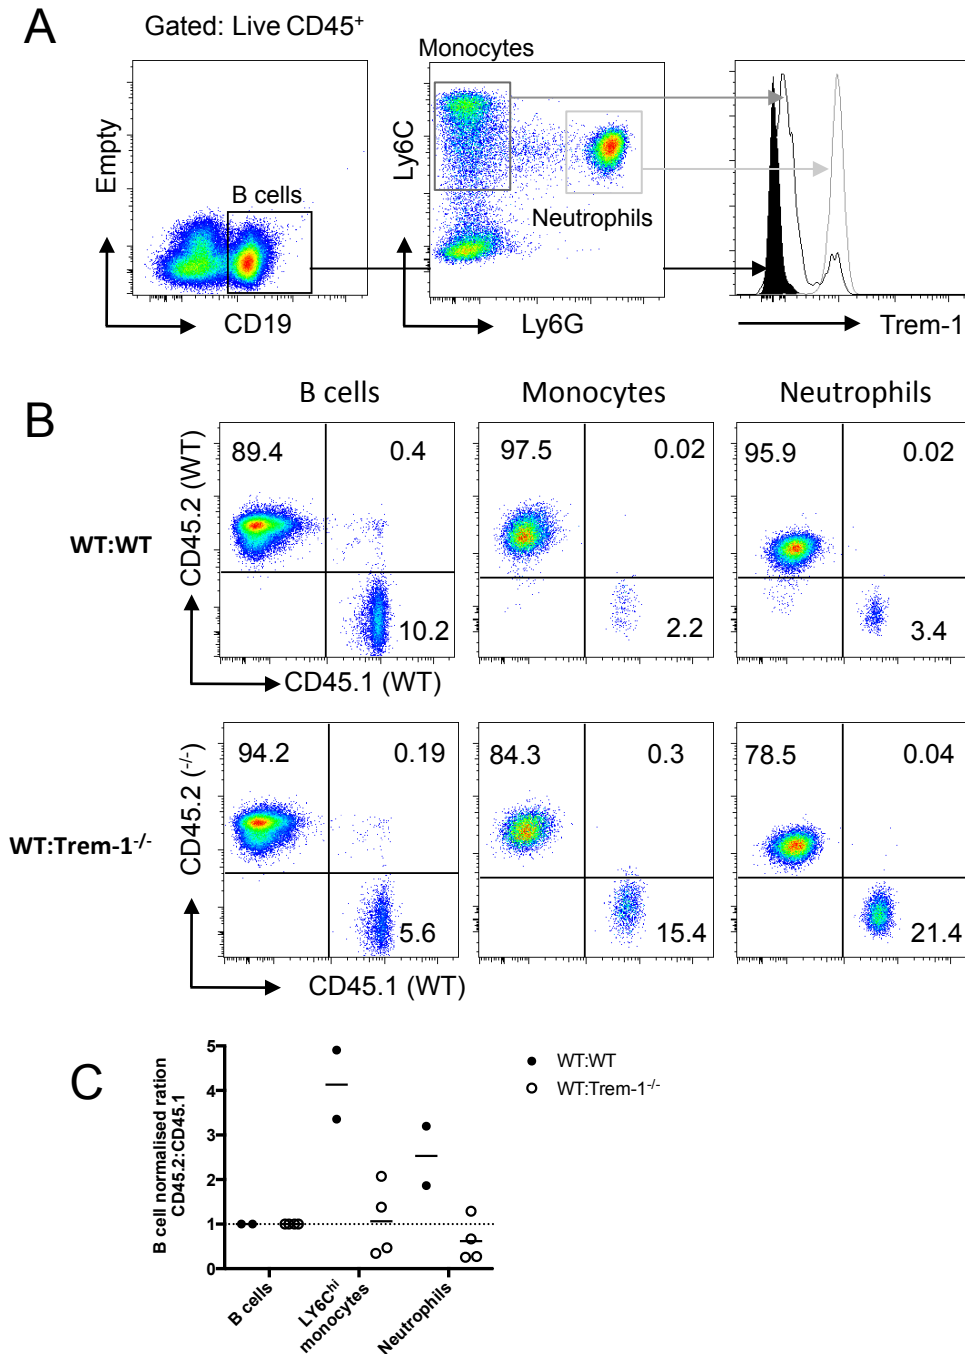 A
Gated: Live CD45+
Monocytes
Empty
B cells
CD19
Ly6C
Neutrophils
Ly6G
Trem-1
B
B cells
Monocytes
Neutrophils
WT:WT
CD45.2 (WT)
89.4
0.4
10.2
97.5
0.02
2.2
95.9
0.02
3.4
CD45.1 (WT)
WT:Trem-1-/-
CD45.2 (-/-)
94.2
0.19
5.6
84.3
0.3
15.4
78.5
0.04
21.4
CD45.1 (WT)
C
B cell normalised ration
CD45.2:CD45.1
5
4
3
2
1
0
B cells
LY6Chi
monocytes
Neutrophils
WT:WT
WT:Trem-1-/-